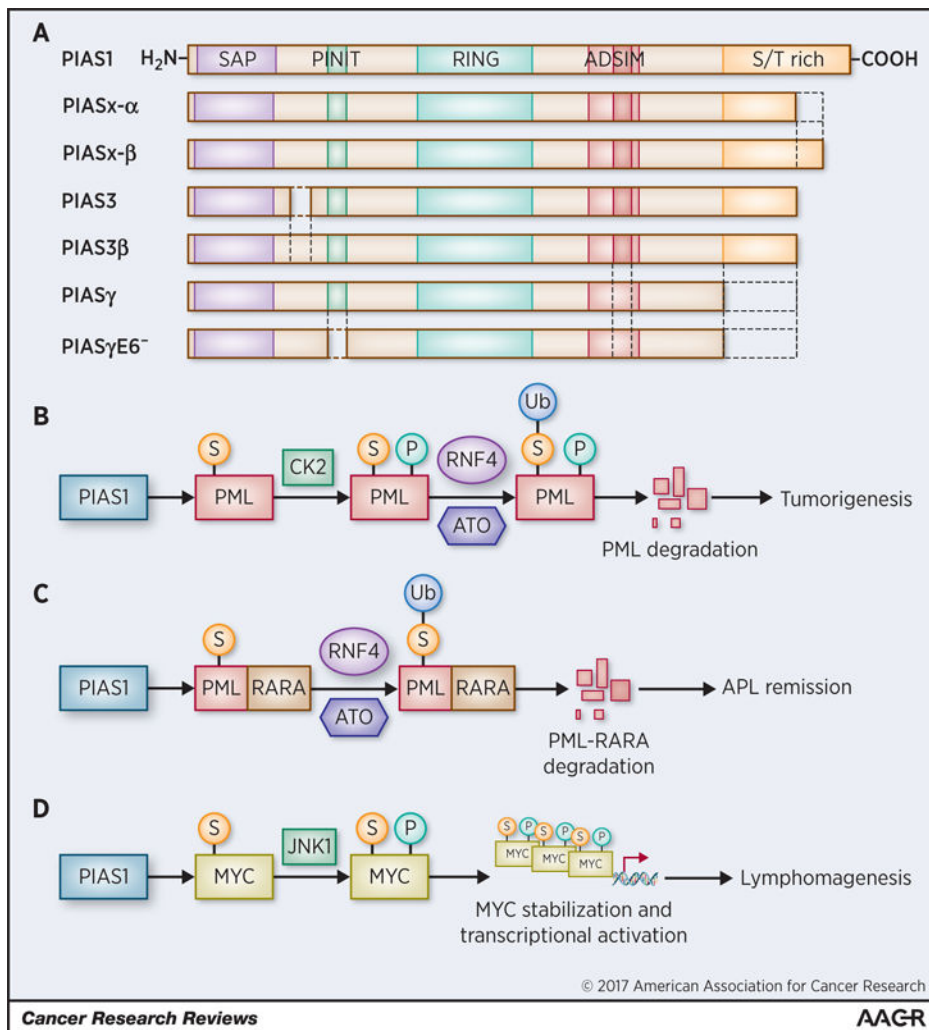 A
PIAS1 H₂N- SAP PINIT RING ADSIM S/T rich -COOH
PIASx-α
PIASx-β
PIAS3
PIAS3β
PIASγ
PIASγE6⁻
B
Ub
S S P S P
CK2 RNF4
PIAS1 PML PML PML Tumorigenesis
ATO
PML degradation
C
Ub
S RNF4 S
PIAS1 PML RARA PML RARA APL remission
ATO
PML-RARA
degradation
D
S S P S P S P S P
JNK1 MYC MYC MYC
PIAS1 MYC MYC Lymphomagenesis
MYC stabilization and
transcriptional activation
© 2017 American Association for Cancer Research
Cancer Research Reviews AACR